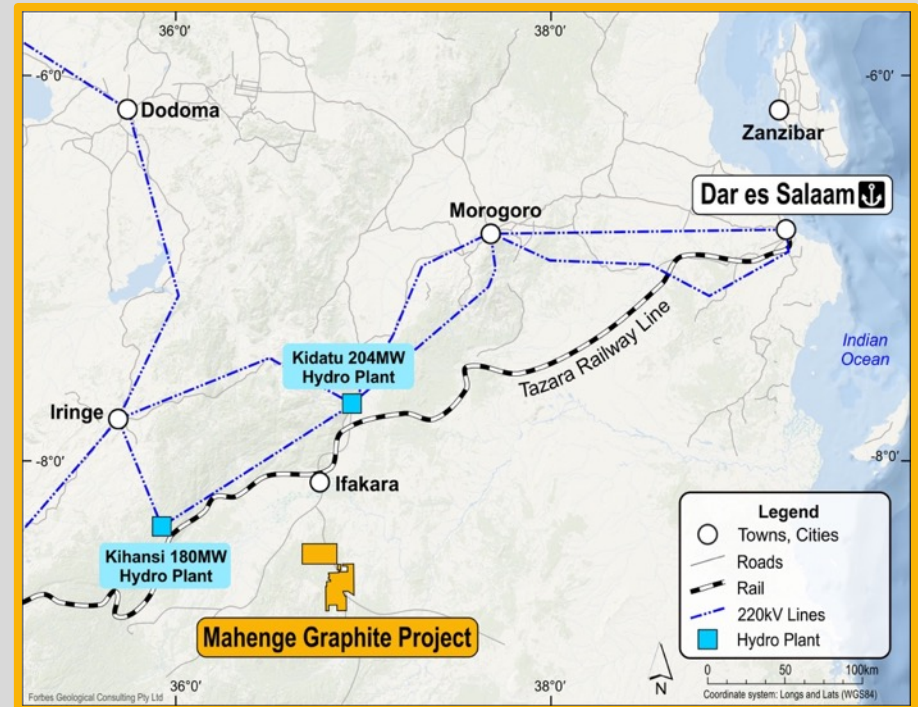 36°0'
38°0'
-6°0'
-6°0'
Dodoma
Zanzibar
Dar es Salaam
Morogoro
Tazara Railway Line
Indian
Ocean
Kidatu 204MW
Hydro Plant
Iringe
-8°0'
-8°0'
Ifakara
Kihansi 180MW
Hydro Plant
Mahenge Graphite Project
Legend
Towns, Cities
Roads
Rail
220kV Lines
Hydro Plant
0 50 100km
N
Coordinate system: Longs and Lats (WGS84)
Forbes Geological Consulting Pty Ltd
36°0'
38°0'